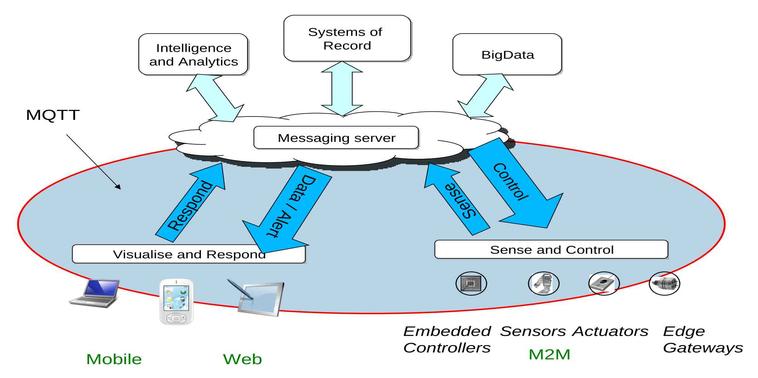 Systems of
Record
Intelligence
and Analytics
BigData
MQTT
Messaging server
Respond
Data / Alert
Sense
Control
Visualise and Respond
Sense and Control
Embedded
Controllers
Sensors
Actuators
Edge
Gateways
Mobile
Web
M2M